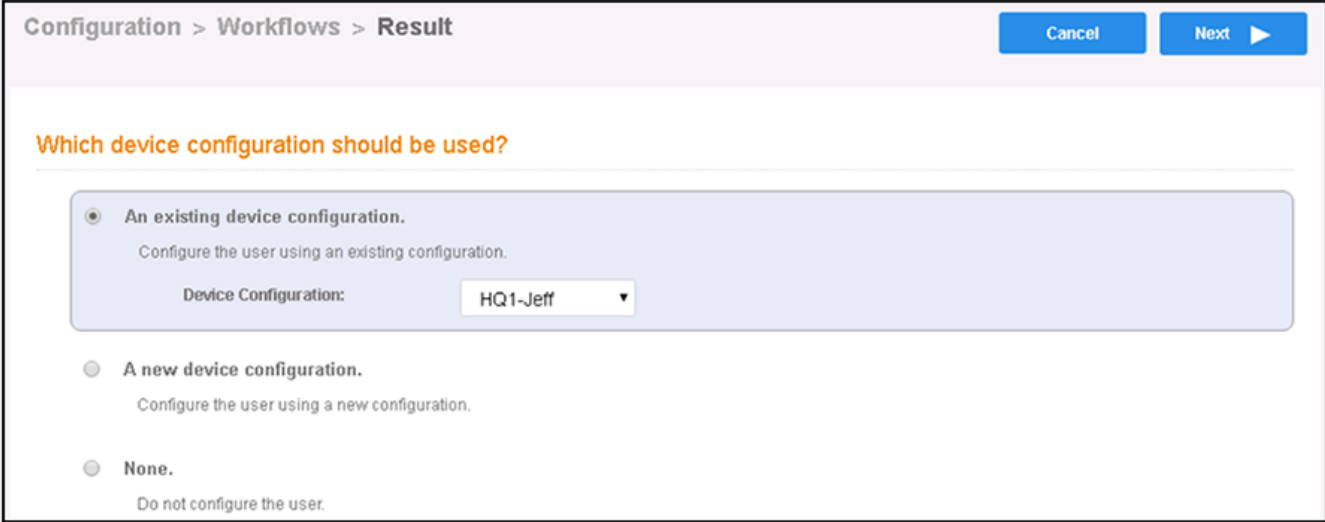 Configuration > Workflows > Result
Cancel
Next
Which device configuration should be used?
An existing device configuration.
Configure the user using an existing configuration.
Device Configuration:
HQ1-Jeff
A new device configuration.
Configure the user using a new configuration.
None.
Do not configure the user.